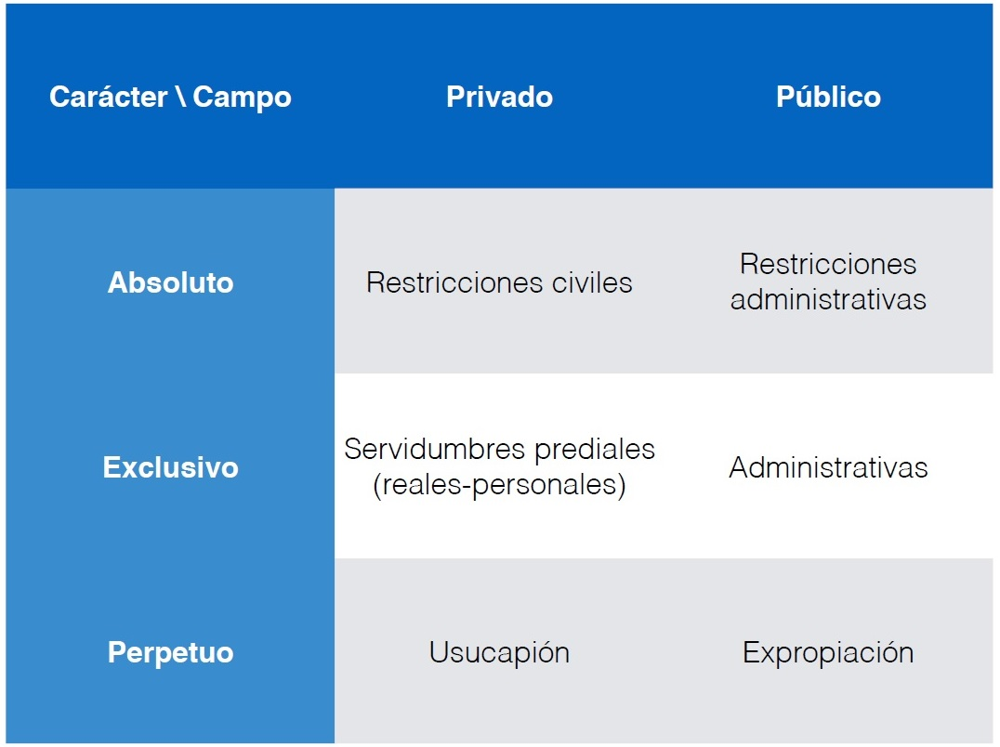 Carácter \ Campo
Privado
Público
Absoluto
Restricciones civiles
Restricciones
administrativas
Exclusivo
Servidumbres prediales
(reales-personales)
Administrativas
Perpetuo
Usucapión
Expropiación